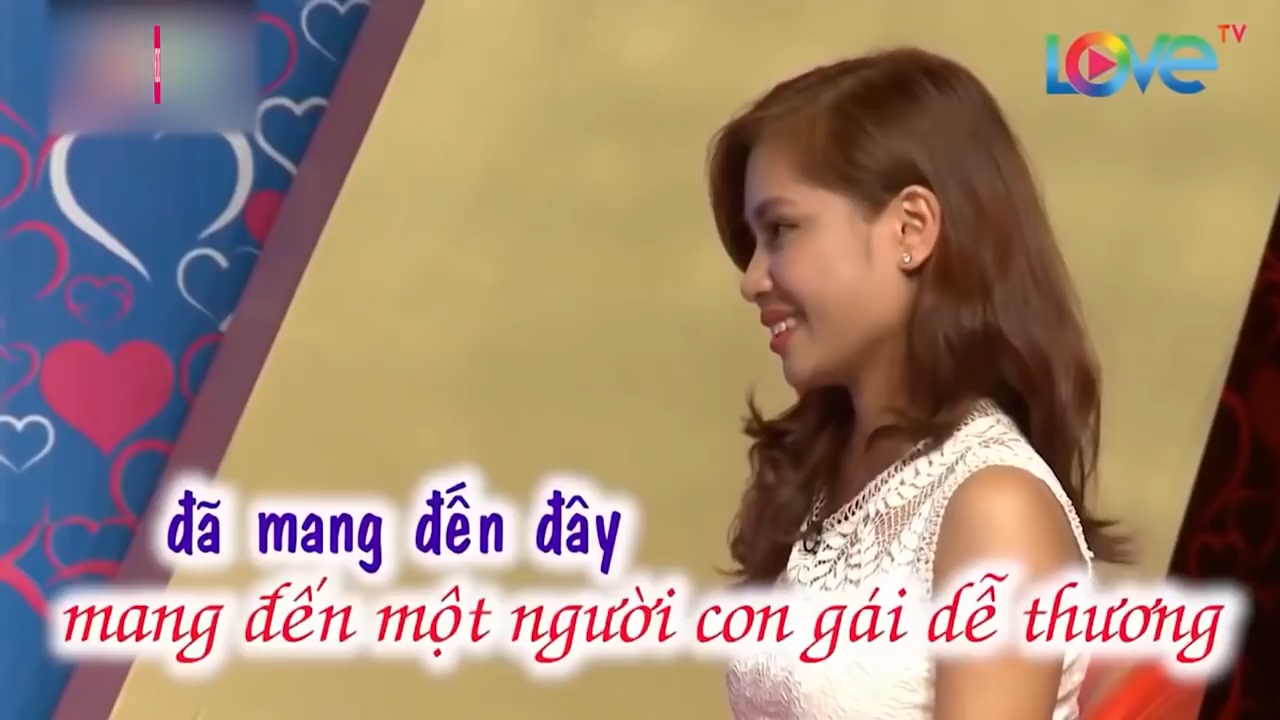 LOVE TV
đã mang đến đây
mang đến một người con gái dễ thương